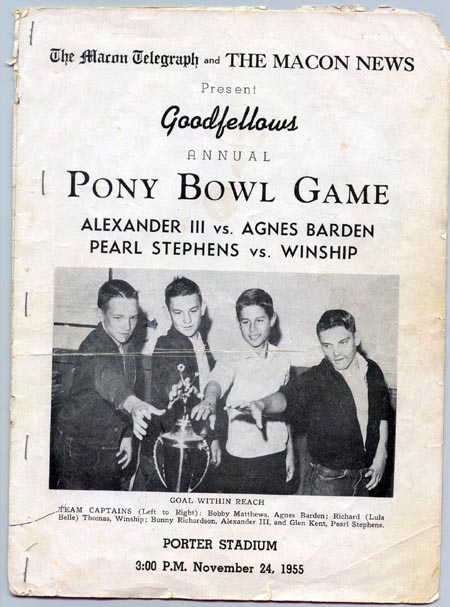 The Macon Telegraph and THE MACON NEWS
Present
Goodfellows
ANNUAL
PONY BOWL GAME
ALEXANDER III vs. AGNES BARDEN
PEARL STEPHENS vs. WINSHIP
GOAL WITHIN REACH
TEAM CAPTAINS (Left to Right): Bobby Matthews, Agnes Barden; Richard (Lula
Belle) Thomas, Winship; Bunny Richardson, Alexander III, and Glen Kent, Pearl Stephens.
PORTER STADIUM
3:00 P.M. November 24, 1955